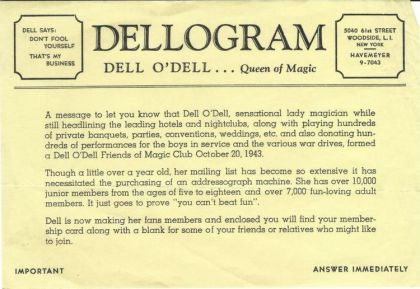 DELL SAYS:
DON'T FOOL
YOURSELF
THAT'S MY
BUSINESS
DELLOGRAM
DELL O'DELL... Queen of Magic
5040 61st STREET
WOODSIDE, L. I.
NEW YORK
HAVEMEYER
9-7043
A message to let you know that Dell O'Dell, sensational lady magician while
still headlining the leading hotels and nightclubs, along with playing hundreds
of private banquets, parties, conventions, weddings, etc. and also donating hun-
dreds of performances for the boys in service and the various war drives, formed
a Dell O'Dell Friends of Magic Club October 20, 1943.
Though a little over a year old, her mailing list has become so extensive it has
necessitated the purchasing of an addressograph machine. She has over 10,000
junior members from the ages of five to eighteen and over 7,000 fun-loving adult
members. It just goes to prove "you can't beat fun".
Dell is now making her fans members and enclosed you will find your member-
ship card along with a blank for some of your friends or relatives who might like
to join.
IMPORTANT
ANSWER IMMEDIATELY